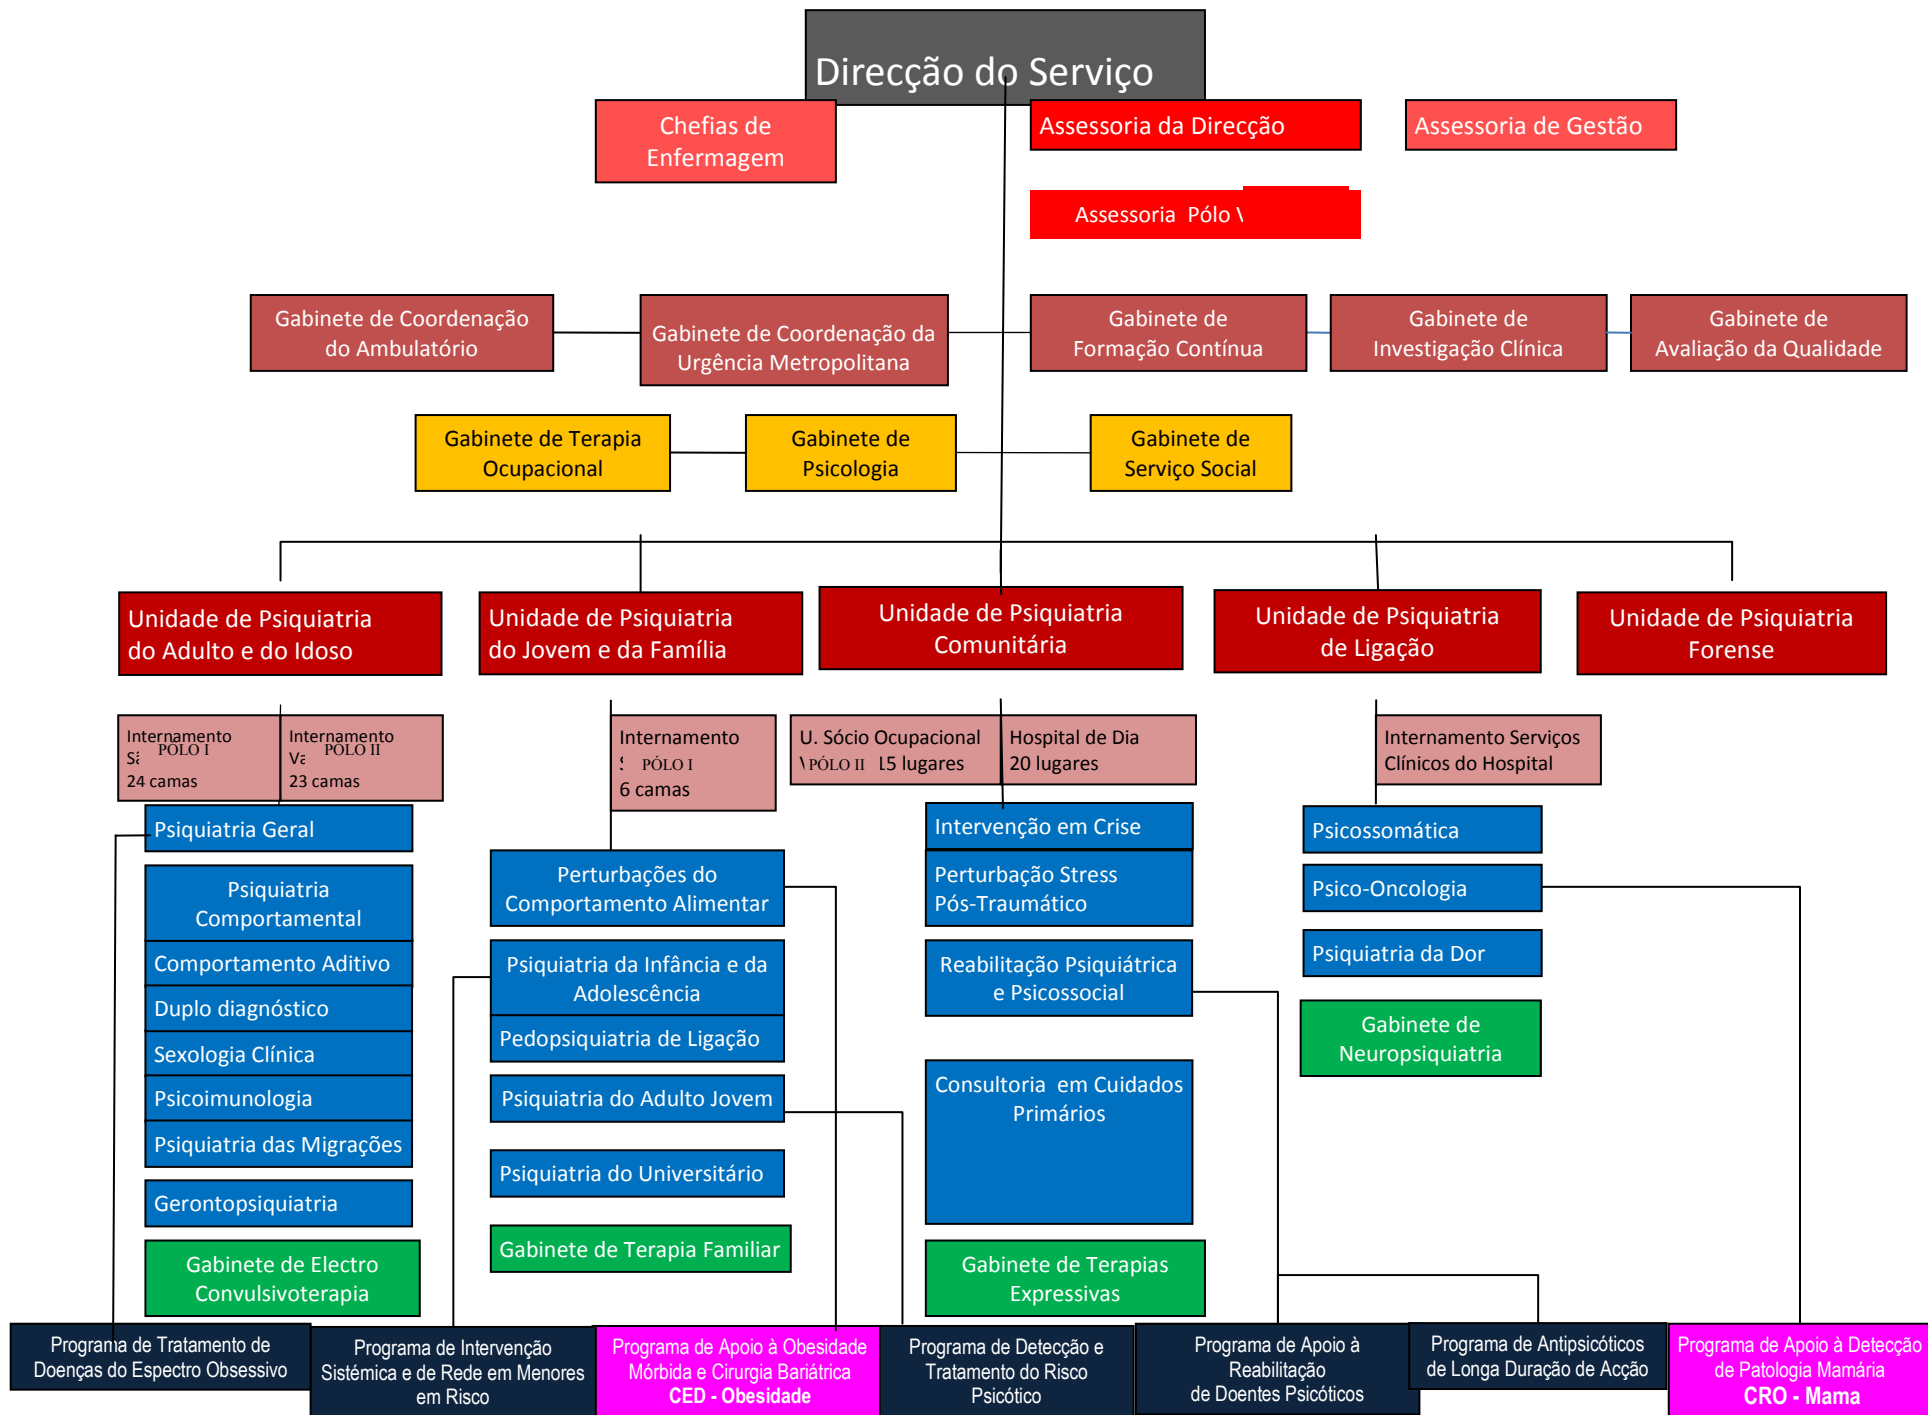 Direcção do Serviço
Chefias de
Enfermagem
Assessoria da Direcção
Assessoria de Gestão
Assessoria Pólo
Gabinete de Coordenação
do Ambulatório
Gabinete de Coordenação da
Urgência Metropolitana
Gabinete de
Formação Contínua
Gabinete de
Investigação Clínica
Gabinete de
Avaliação da Qualidade
Gabinete de Terapia
Ocupacional
Gabinete de
Psicologia
Gabinete de
Serviço Social
Unidade de Psiquiatria
do Adulto e do Idoso
Unidade de Psiquiatria
do Jovem e da Família
Unidade de Psiquiatria
Comunitária
Unidade de Psiquiatria
de Ligação
Unidade de Psiquiatria
Forense
Internamento
PÓLO I
24 camas
Internamento
PÓLO II
23 camas
Internamento
PÓLO I
6 camas
U. Sócio Ocupacional
PÓLO II 15 lugares
Hospital de Dia
20 lugares
Internamento Serviços
Clínicos do Hospital
Psiquiatria Geral
Psiquiatria
Comportamental
Comportamento Aditivo
Duplo diagnóstico
Sexologia Clínica
Psicoimunologia
Psiquiatria das Migrações
Gerontopsiquiatria
Gabinete de Electro
Convulsivoterapia
Perturbações do
Comportamento Alimentar
Psiquiatria da Infância e da
Adolescência
Pedopsiquiatria de Ligação
Psiquiatria do Adulto Jovem
Psiquiatria do Universitário
Gabinete de Terapia Familiar
Intervenção em Crise
Perturbação Stress
Pós-Traumático
Reabilitação Psiquiátrica
e Psicossocial
Consultoria em Cuidados
Primários
Gabinete de Terapias
Expressivas
Psicossomática
Psico-Oncologia
Psiquiatria da Dor
Gabinete de
Neuropsiquiatria
Programa de Tratamento de
Doenças do Espectro Obsessivo
Programa de Intervenção
Sistémica e de Rede em Menores
em Risco
Programa de Apoio à Obesidade
Mórbida e Cirurgia Bariátrica
CED - Obesidade
Programa de Detecção e
Tratamento do Risco
Psicótico
Programa de Apoio à
Reabilitação
de Doentes Psicóticos
Programa de Antipsicóticos
de Longa Duração de Acção
Programa de Apoio à Detecção
de Patologia Mamária
CRO - Mama